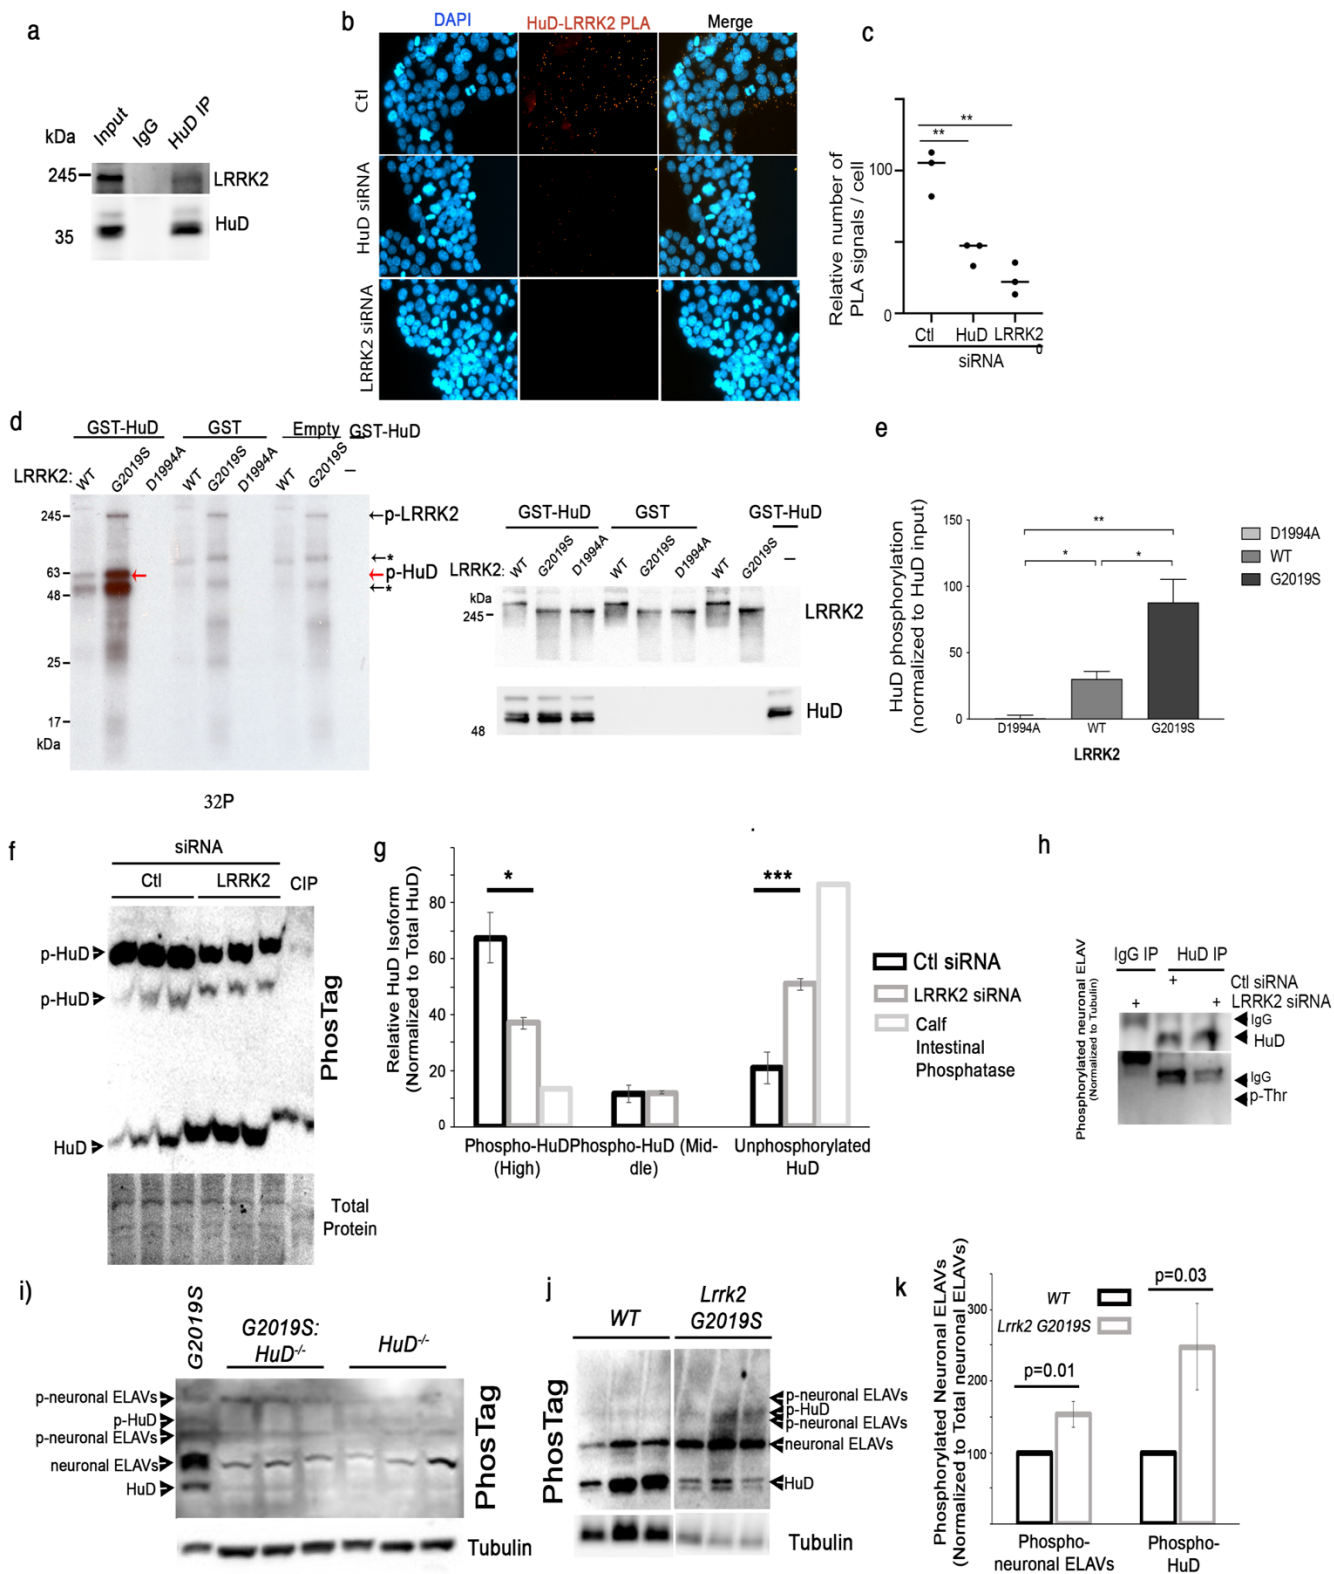 a
kDa
Input
IgG
HuD IP
245
LRRK2
35
HuD
b
DAPI
HuD-LRRK2 PLA
Merge
Ctl
HuD siRNA
LRRK2 siRNA
c
Relative number of
PLA signals / cell
100
0
**
**
Ctl
HuD
LRRK2
0
siRNA
d
GST-HuD
GST
Empty
GST-HuD
LRRK2:
WT
G2019S
D1994A
WT
G2019S
D1994A
WT
G2019S
–
245
63
48
25
17
kDa
←p-LRRK2
←*
←p-HuD
←*
32P
GST-HuD
GST
GST-HuD
LRRK2:
WT
G2019S
D1994A
WT
G2019S
D1994A
WT
G2019S
–
kDa
245
LRRK2
48
HuD
e
HuD phosphorylation
(normalized to HuD input)
150
100
50
0
**
*
*
D1994A
WT
G2019S
LRRK2
D1994A
WT
G2019S
f
siRNA
Ctl
LRRK2
CIP
p-HuD
p-HuD
HuD
PhosTag
Total
Protein
g
Relative HuD Isoform
(Normalized to Total HuD)
80
60
40
20
0
*
***
Phospho-HuD
(High)
Phospho-HuD (Mid-
dle)
Unphosphorylated
HuD
Ctl siRNA
LRRK2 siRNA
Calf
Intestinal
Phosphatase
h
Phosphorylated neuronal ELAV
(Normalized to Tubulin)
IgG IP
HuD IP
+
Ctl siRNA
+
+
LRRK2 siRNA
IgG
HuD
IgG
p-Thr
i)
G2019S
G2019S:
HuD-/-
HuD-/-
p-neuronal ELAVs
p-HuD
p-neuronal ELAVs
neuronal ELAVs
HuD
PhosTag
Tubulin
j
WT
Lrrk2
G2019S
PhosTag
p-neuronal ELAVs
p-HuD
p-neuronal ELAVs
neuronal ELAVs
HuD
Tubulin
k
Phosphorylated Neuronal ELAVs
(Normalized to Total neuronal ELAVs)
350
250
150
100
WT
Lrrk2 G2019S
p=0.01
p=0.03
Phospho-
neuronal ELAVs
Phospho-
HuD